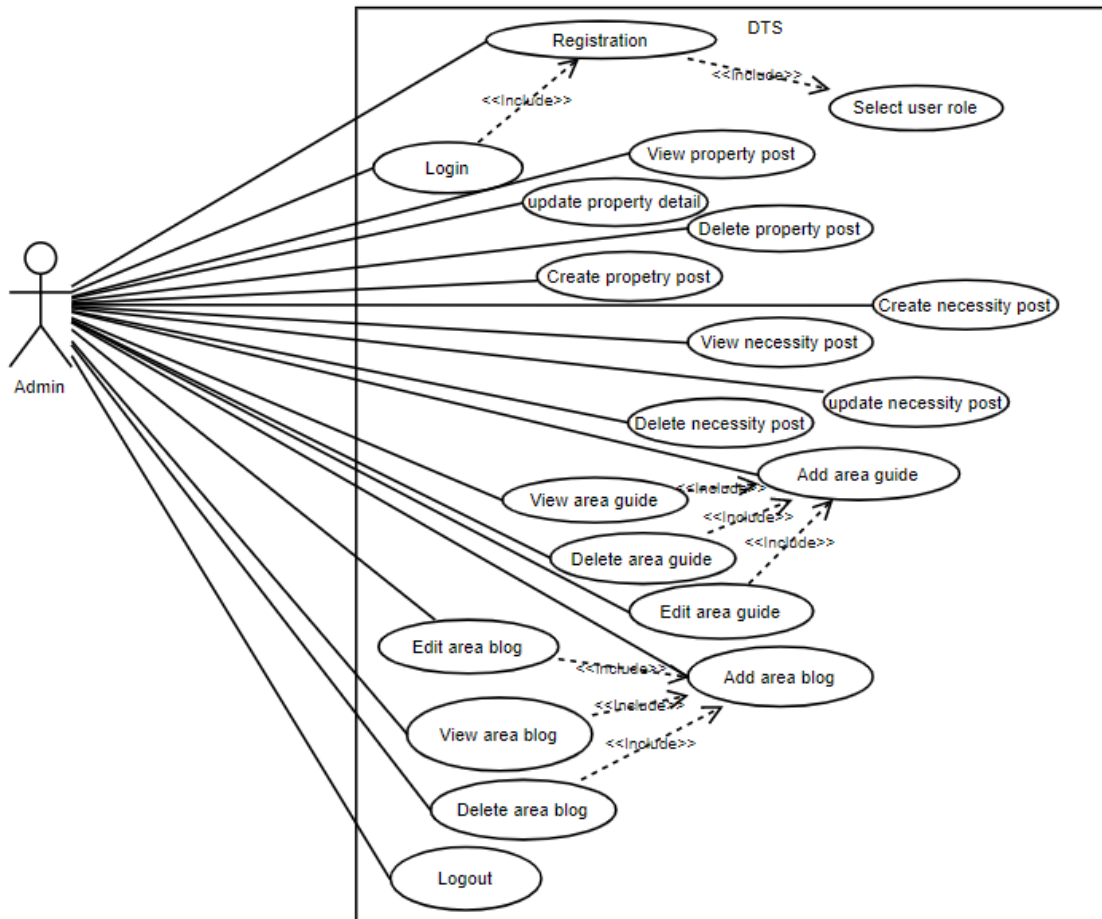 DTS
Registration
<<Include>>
<<Include>>
Select user role
Login
View property post
update property detail
Delete property post
Create propetry post
Create necessity post
View necessity post
Admin
update necessity post
Delete necessity post
Add area guide
View area guide
<<Include>>
<<Include>>
<<Include>>
Delete area guide
Edit area guide
Edit area blog
<<Include>>
Add area blog
<<Include>>
View area blog
<<Include>>
Delete area blog
Logout